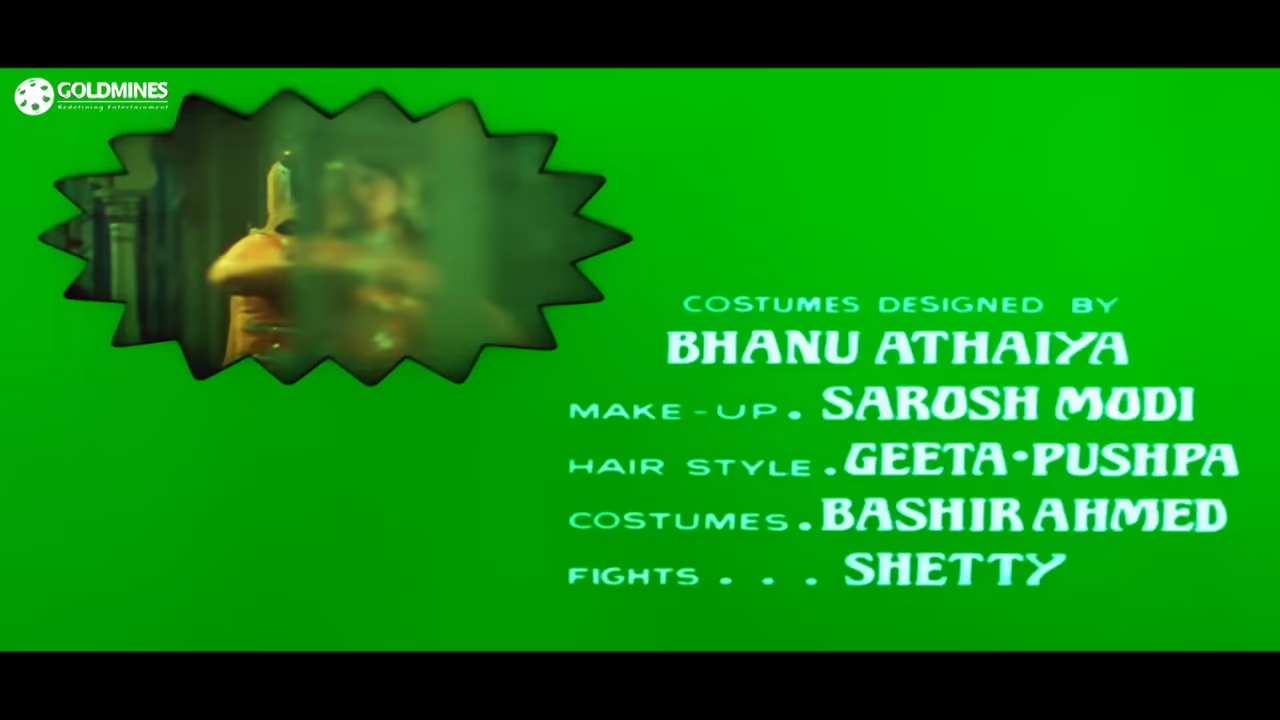 GOLDMINES
Redefining Entertainment
COSTUMES DESIGNED BY
BHANU ATHAIYA
MAKE-UP. SAROSH MODI
HAIR STYLE. GEETA•PUSHPA
COSTUMES. BASHIR AHMED
FIGHTS . . . SHETTY